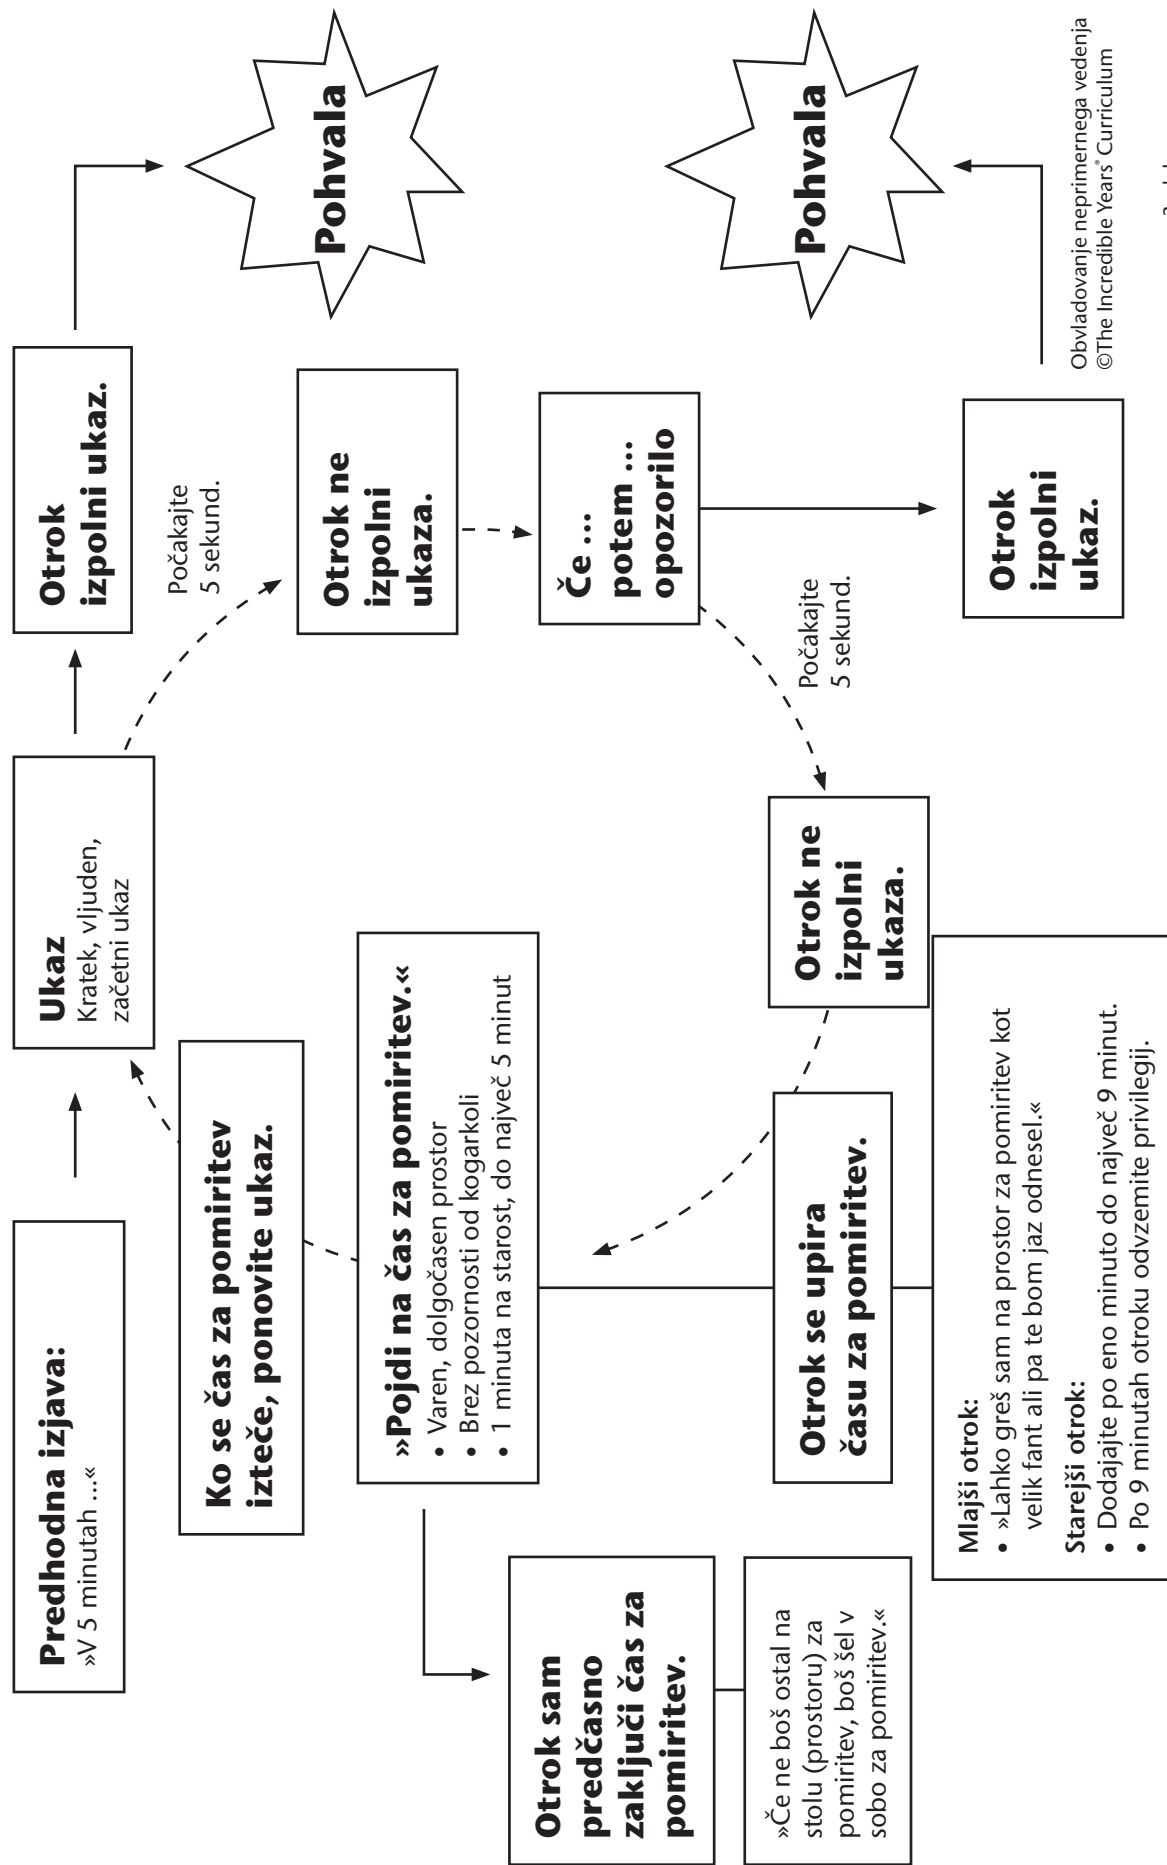 Predhodna izjava:
»V 5 minutah ...«
Ukaz
Kratek, vljuden,
začetni ukaz
Otrok
izpolni ukaz.
Pohvala
Počakajte
5 sekund.
Otrok ne
izpolni
ukaza.
Če ...
potem ...
opozorilo
Počakajte
5 sekund.
Otrok
izpolni
ukaz.
Pohvala
Otrok ne
izpolni
ukaza.
Ko se čas za pomiritev
izteče, ponovite ukaz.
»Pojdi na čas za pomiritev.«
• Varen, dolgočasen prostor
• Brez pozornosti od kogarkoli
• 1 minuta na starost, do največ 5 minut
Otrok se upira
času za pomiritev.
Mlajši otrok:
• »Lahko greš sam na prostor za pomiritev kot
velik fant ali pa te bom jaz odnesel.«
Starejši otrok:
• Dodajajte po eno minuto do največ 9 minut.
• Po 9 minutah otroku odvzemite privilegij.
Otrok sam
predčasno
zaključi čas za
pomiritev.
»Če ne boš ostal na
stolu (prostoru) za
pomiritev, boš šel v
sobo za pomiritev.«
Obvladovanje neprimernega vedenja
©The Incredible Years® Curriculum